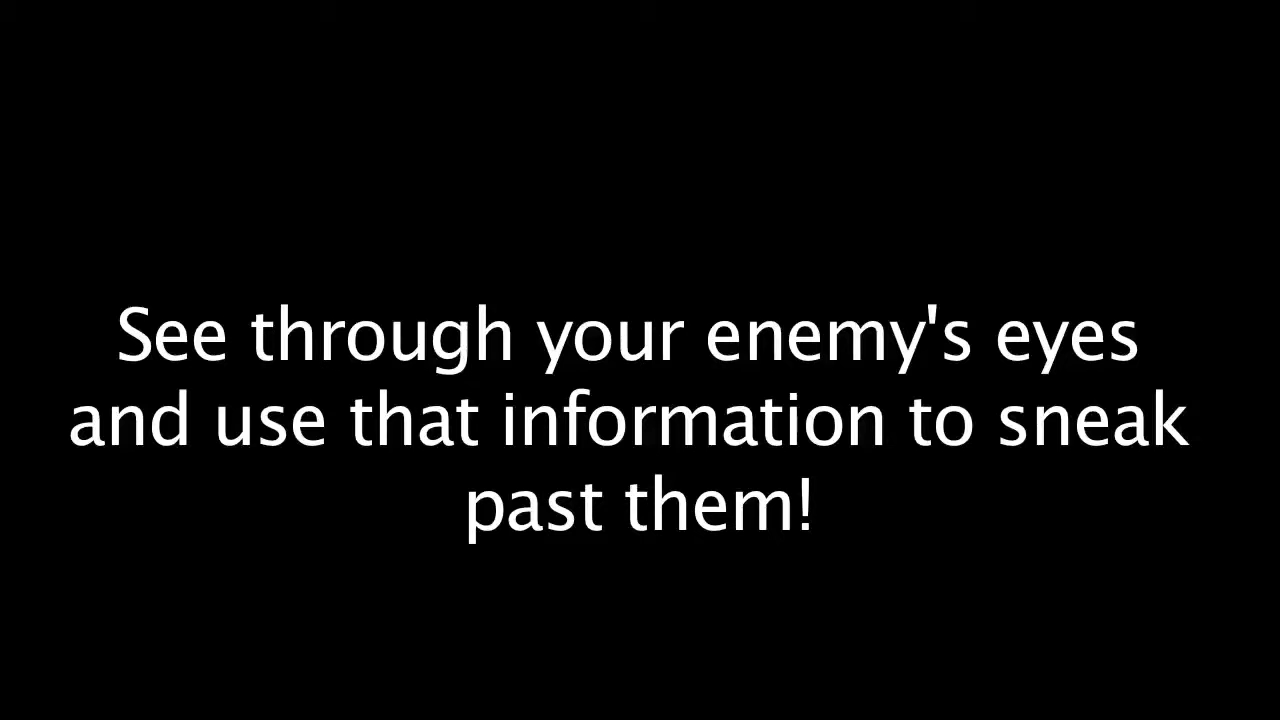 See through your enemy's eyes
and use that information to sneak
past them!